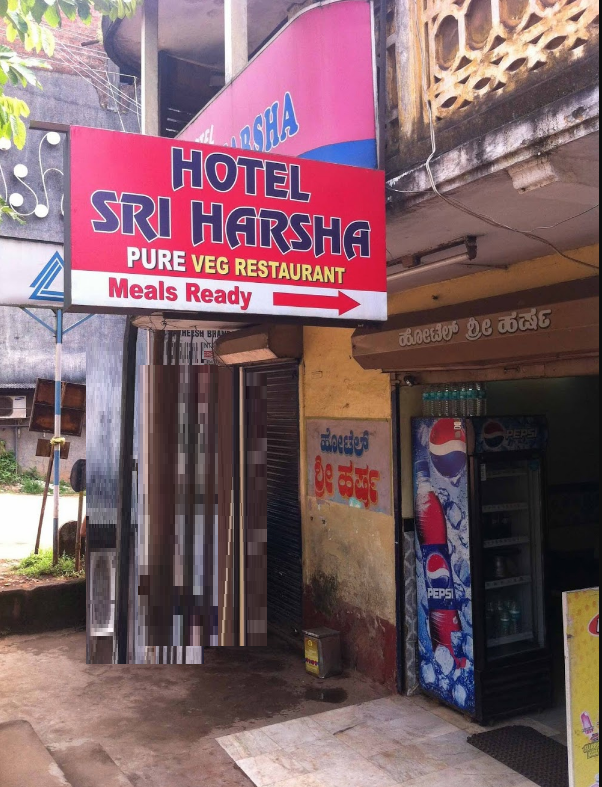 HARSHA
HOTEL
SRI HARSHA
PURE VEG RESTAURANT
Meals Ready
ಹೋಟೆಲ್ ಶ್ರೀ ಹರ್ಷ
ಹೋಟೆಲ್
ಶ್ರೀ ಹರ್ಷ
PEPSI
PEPSI